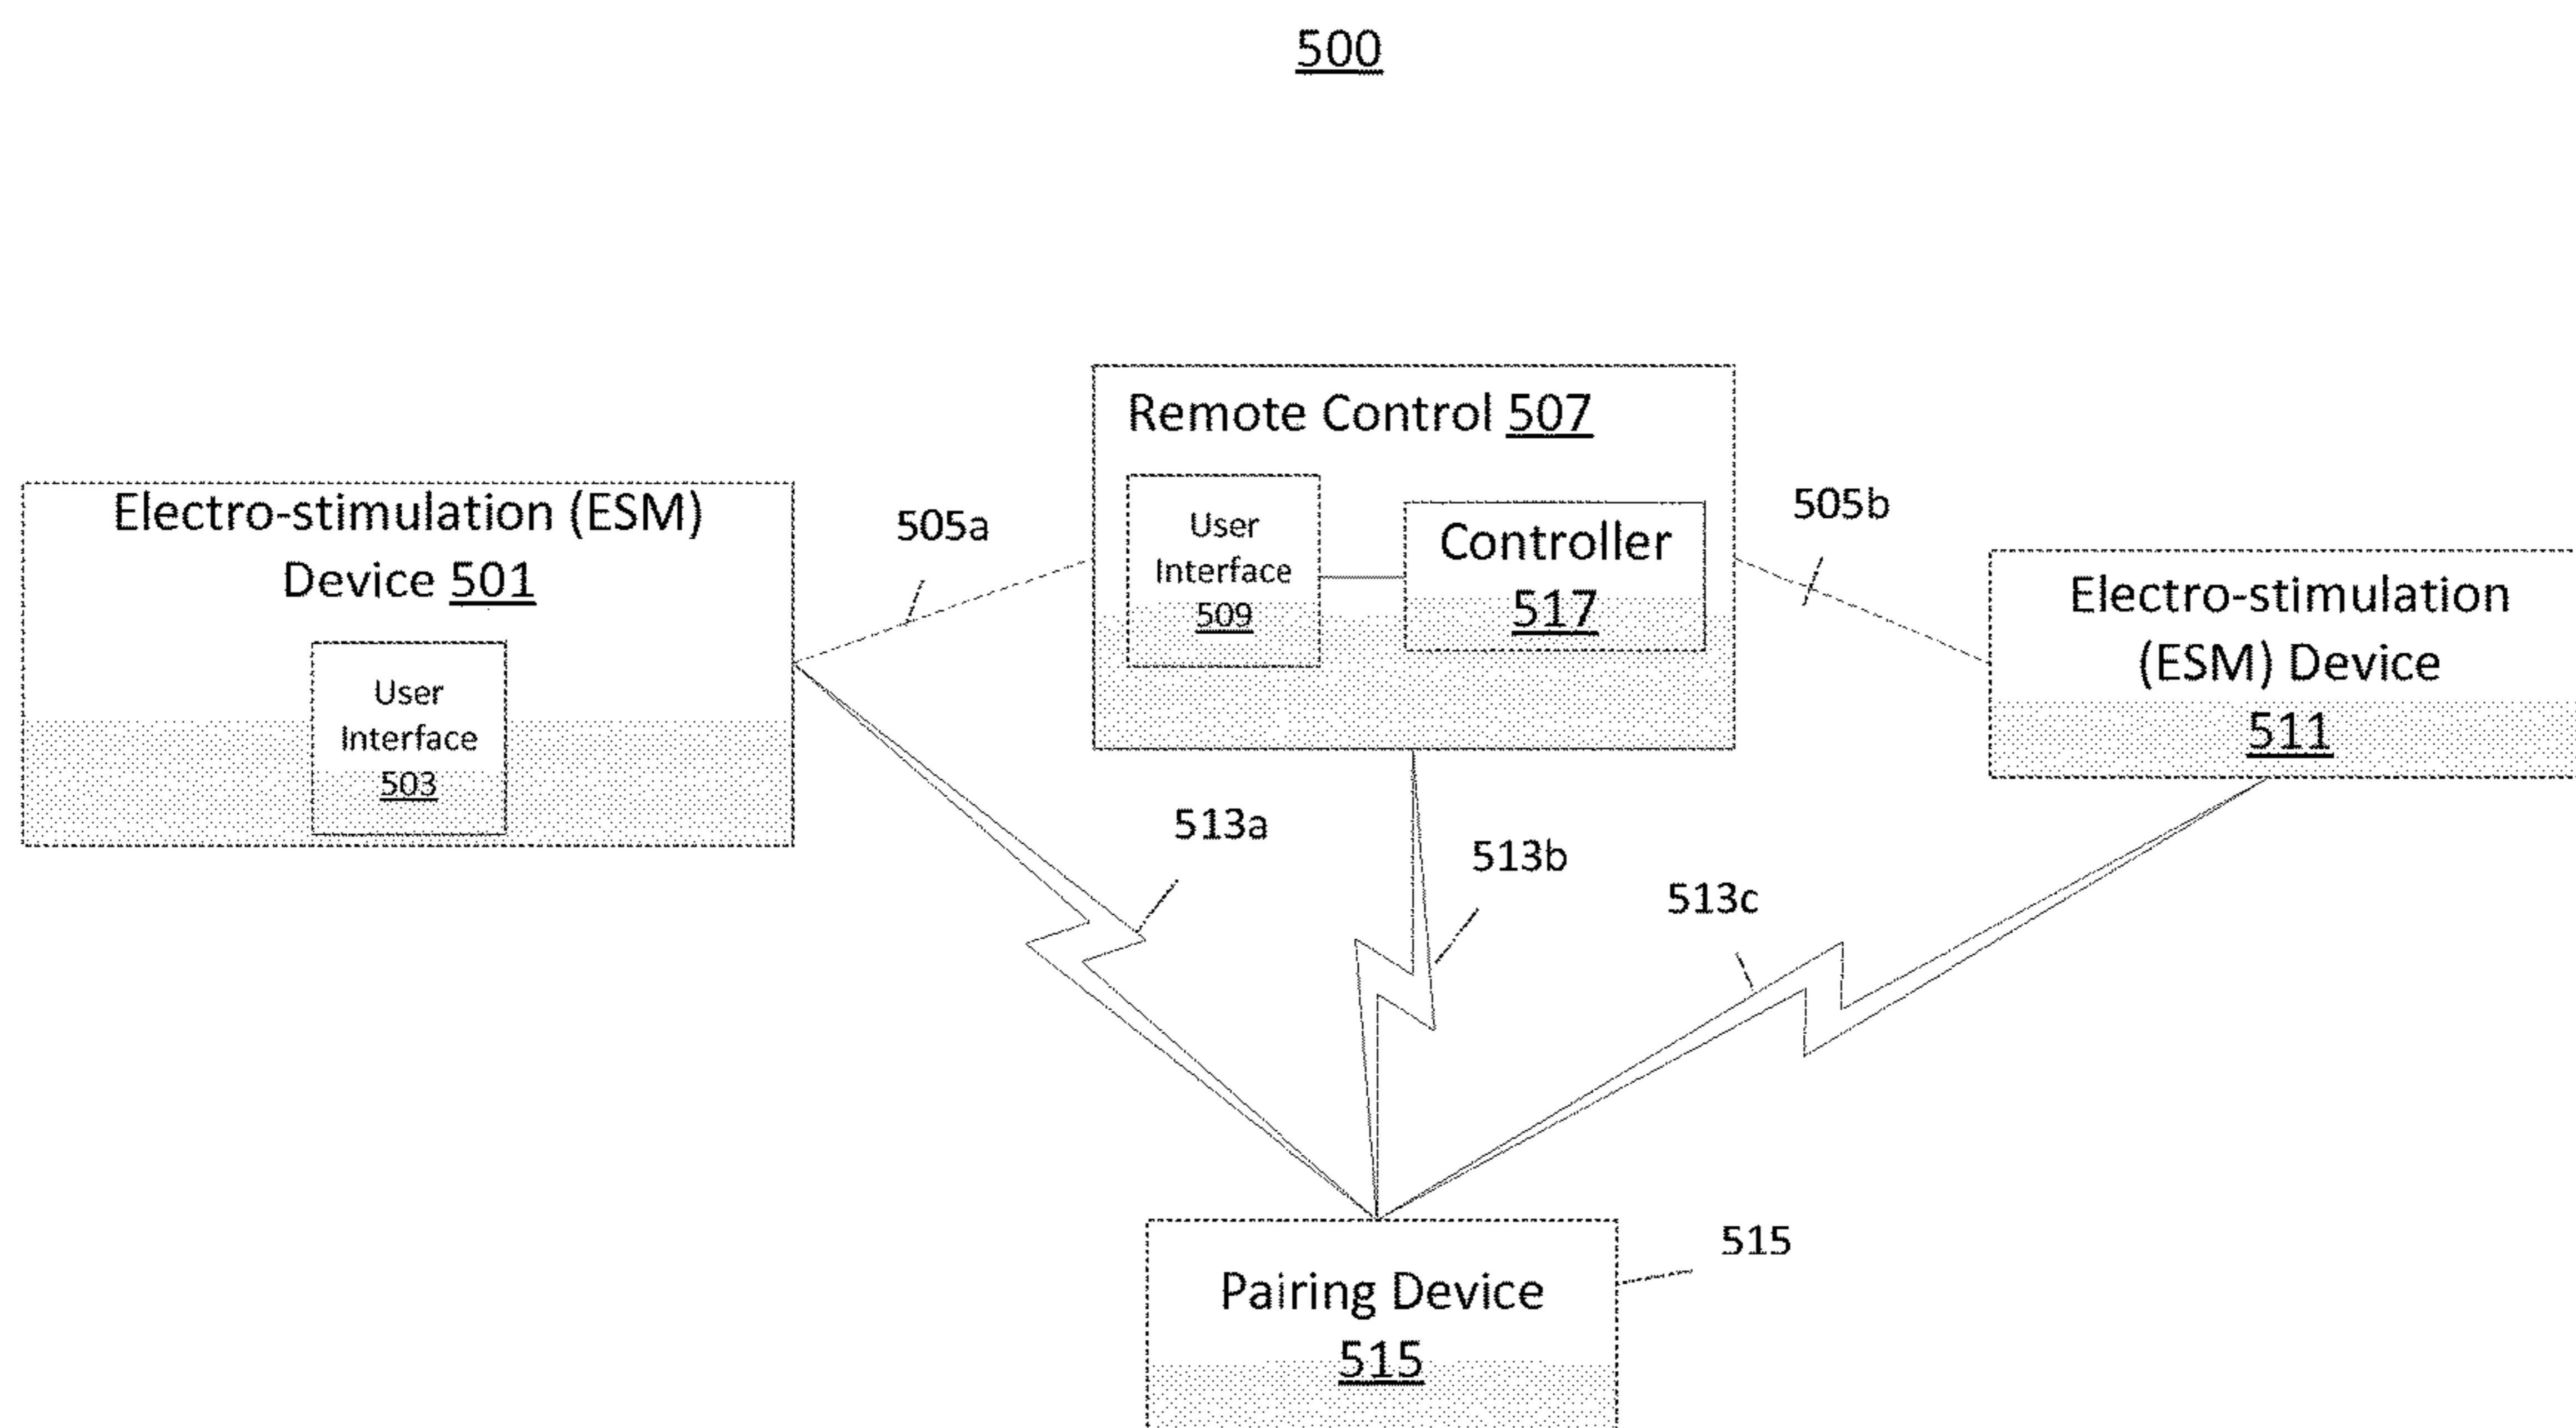 500
Remote Control 507
User
Interface
509
Controller
517
505a
505b
Electro-stimulation (ESM)
Device 501
User
Interface
503
Electro-stimulation
(ESM) Device
511
513a
513b
513c
Pairing Device
515
515